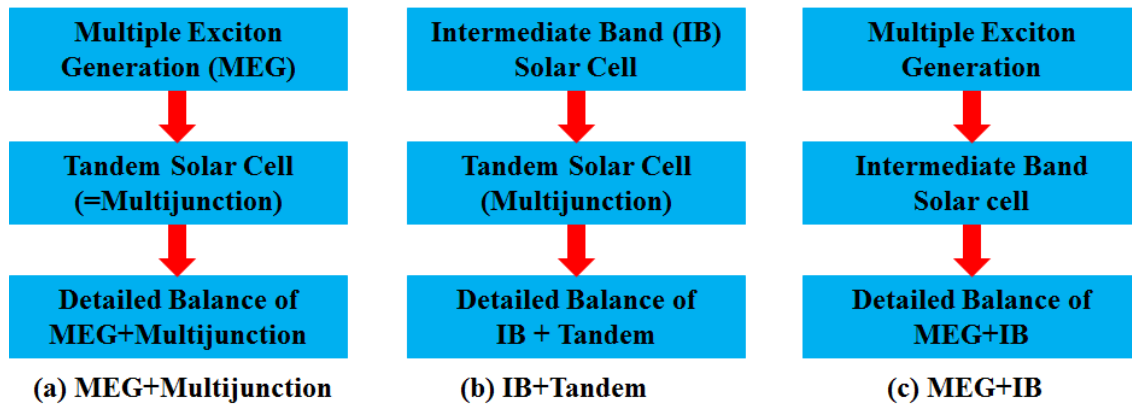 Multiple Exciton
Generation (MEG)
Tandem Solar Cell
(=Multijunction)
Detailed Balance of
MEG+Multijunction
(a) MEG+Multijunction
Intermediate Band (IB)
Solar Cell
Tandem Solar Cell
(Multijunction)
Detailed Balance of
IB + Tandem
(b) IB+Tandem
Multiple Exciton
Generation
Intermediate Band
Solar cell
Detailed Balance of
MEG+IB
(c) MEG+IB